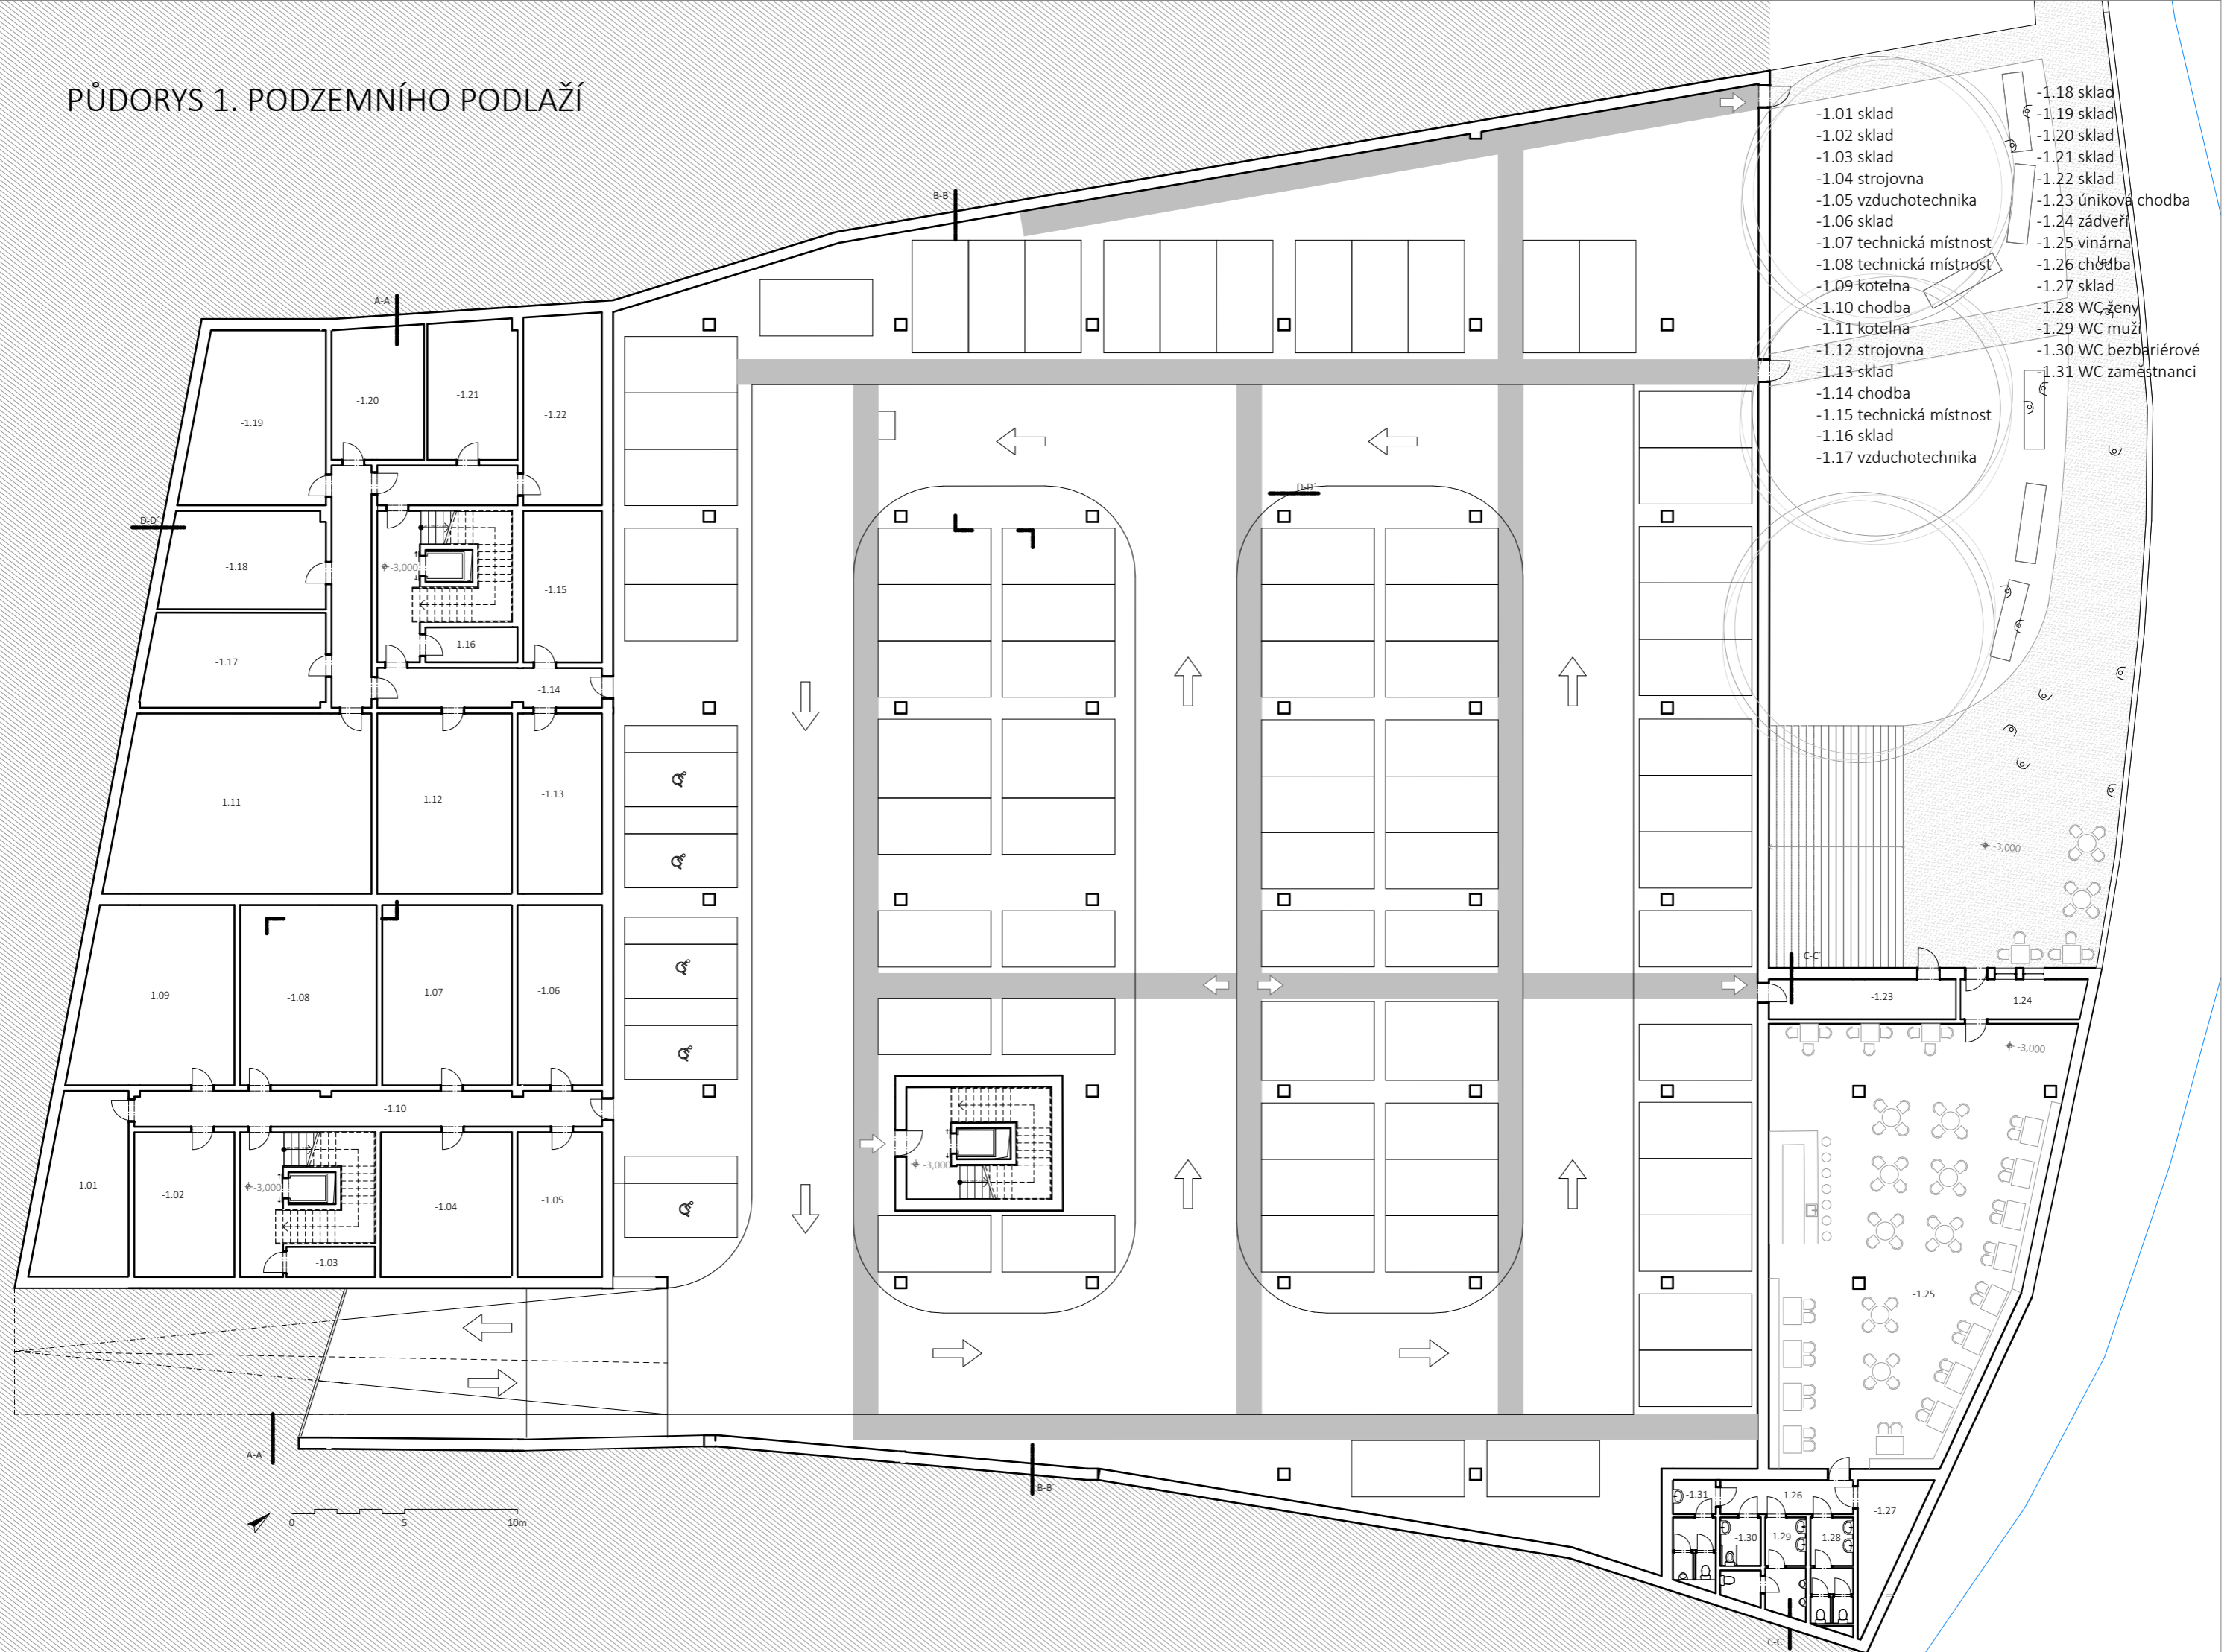 PŮDORYS 1. PODZEMNÍHO PODLAŽÍ
-1.01 sklad
-1.02 sklad
-1.03 sklad
-1.04 strojovna
-1.05 vzduchotechnika
-1.06 sklad
-1.07 technická místnost
-1.08 technická místnost
-1.09 kotelna
-1.10 chodba
-1.11 kotelna
-1.12 strojovna
-1.13 sklad
-1.14 chodba
-1.15 technická místnost
-1.16 sklad
-1.17 vzduchotechnika
-1.18 sklad
-1.19 sklad
-1.20 sklad
-1.21 sklad
-1.22 sklad
-1.23 úniková chodba
-1.24 zádveří
-1.25 vinárna
-1.26 chodba
-1.27 sklad
-1.28 WC ženy
-1.29 WC muži
-1.30 WC bezbariérové
-1.31 WC zaměstnanci
B-B´
A-A´
-1.20
-1.21
-1.22
-1.19
D-D´
D-D´
-1.18
-3,000
-1.15
-1.16
-1.17
-1.14
-1.11
-1.12
-1.13
-3,000
C-C´
-1.09
-1.08
-1.07
-1.06
-1.23
-1.24
-3,000
-1.10
-1.01
-1.02
-3,000
-1.04
-1.05
-3,000
-1.03
-1.25
A-A´
B-B´
0
5
10m
-1.31
-1.26
-1.27
-1.30
1.29
1.28
C-C´